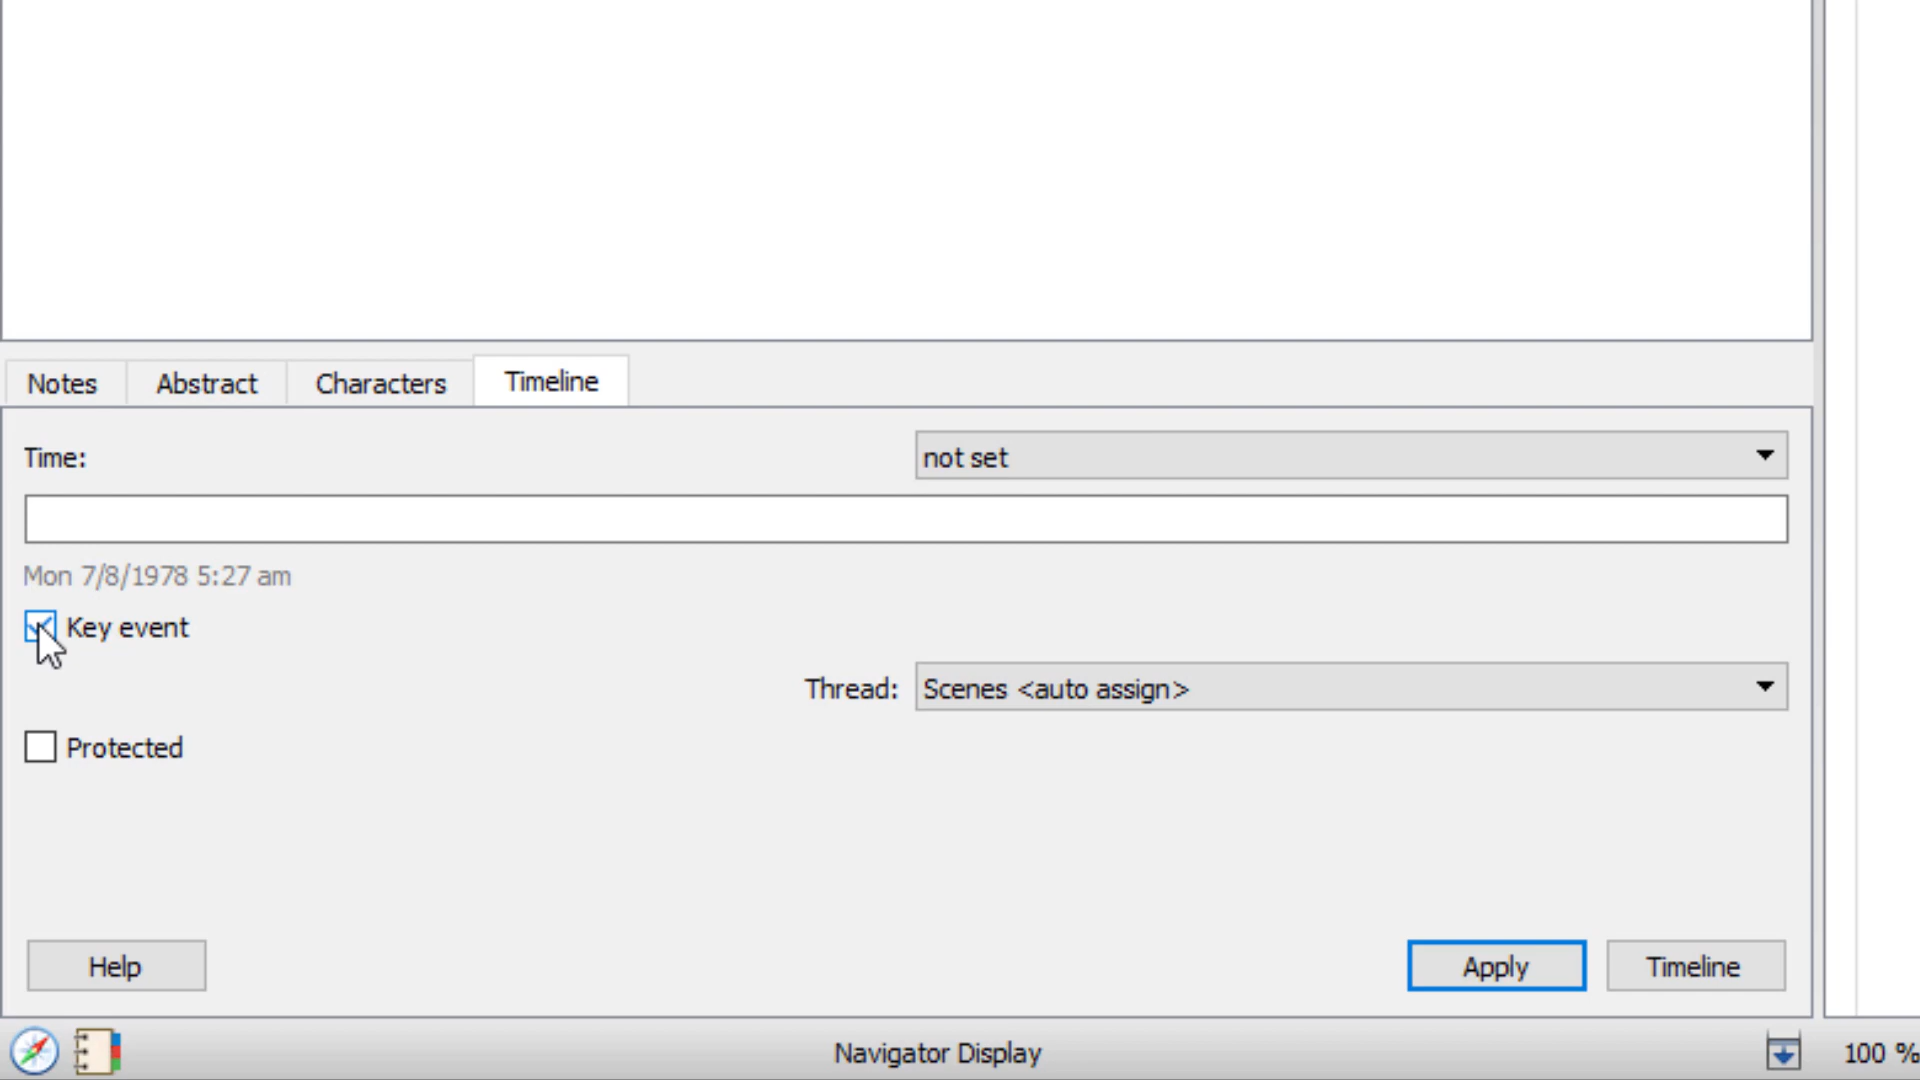 Notes Abstract Characters Timeline
Time: not set
Mon 7/8/1978 5:27 am
Key event
Thread: Scenes <auto assign>
Protected
Help Apply Timeline
Navigator Display 100 %